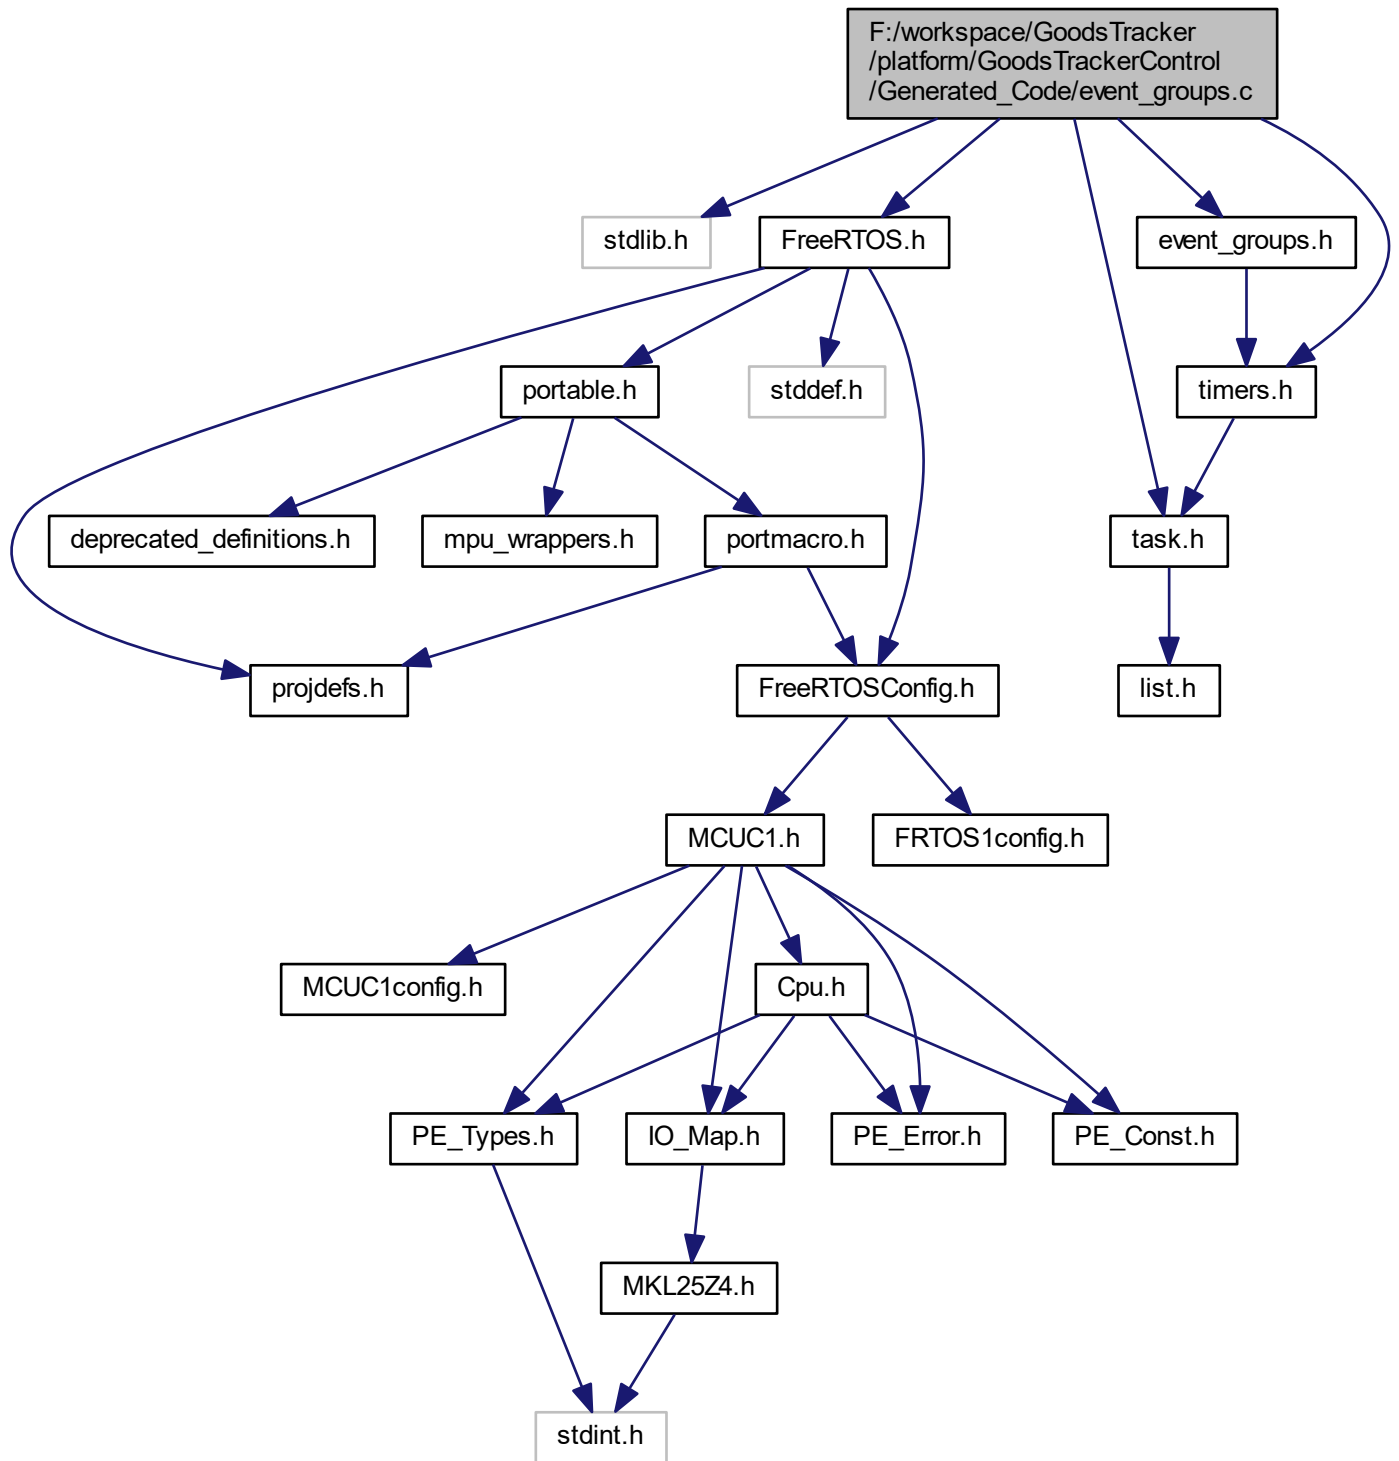 F:/workspace/GoodsTracker
/platform/GoodsTrackerControl
/Generated_Code/event_groups.c
stdlib.h
FreeRTOS.h
event_groups.h
portable.h
stddef.h
timers.h
deprecated_definitions.h
mpu_wrappers.h
portmacro.h
task.h
projdefs.h
FreeRTOSConfig.h
list.h
MCUC1.h
FRTOS1config.h
MCUC1config.h
Cpu.h
PE_Types.h
IO_Map.h
PE_Error.h
PE_Const.h
MKL25Z4.h
stdint.h